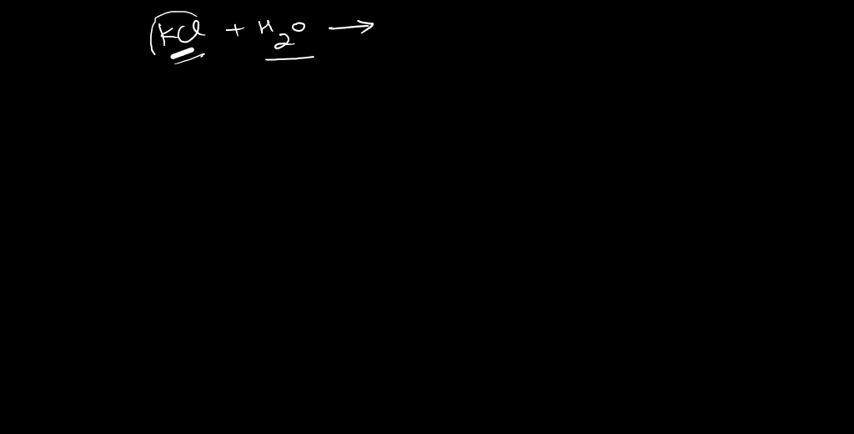 KCl + H2O →